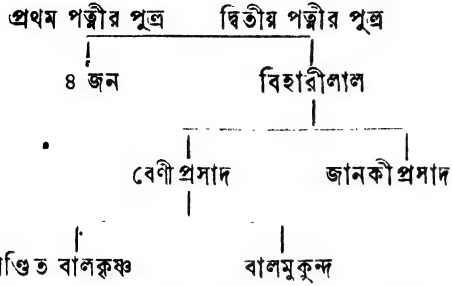 প্রথম পত্নীর পুত্র দ্বিতীয় পত্নীর পুত্র
৪ জন বিহারীলাল
বেণীপ্রসাদ জানকীপ্রসাদ
ণ্ডিত বালকৃষ্ণ বালমুকুন্দ